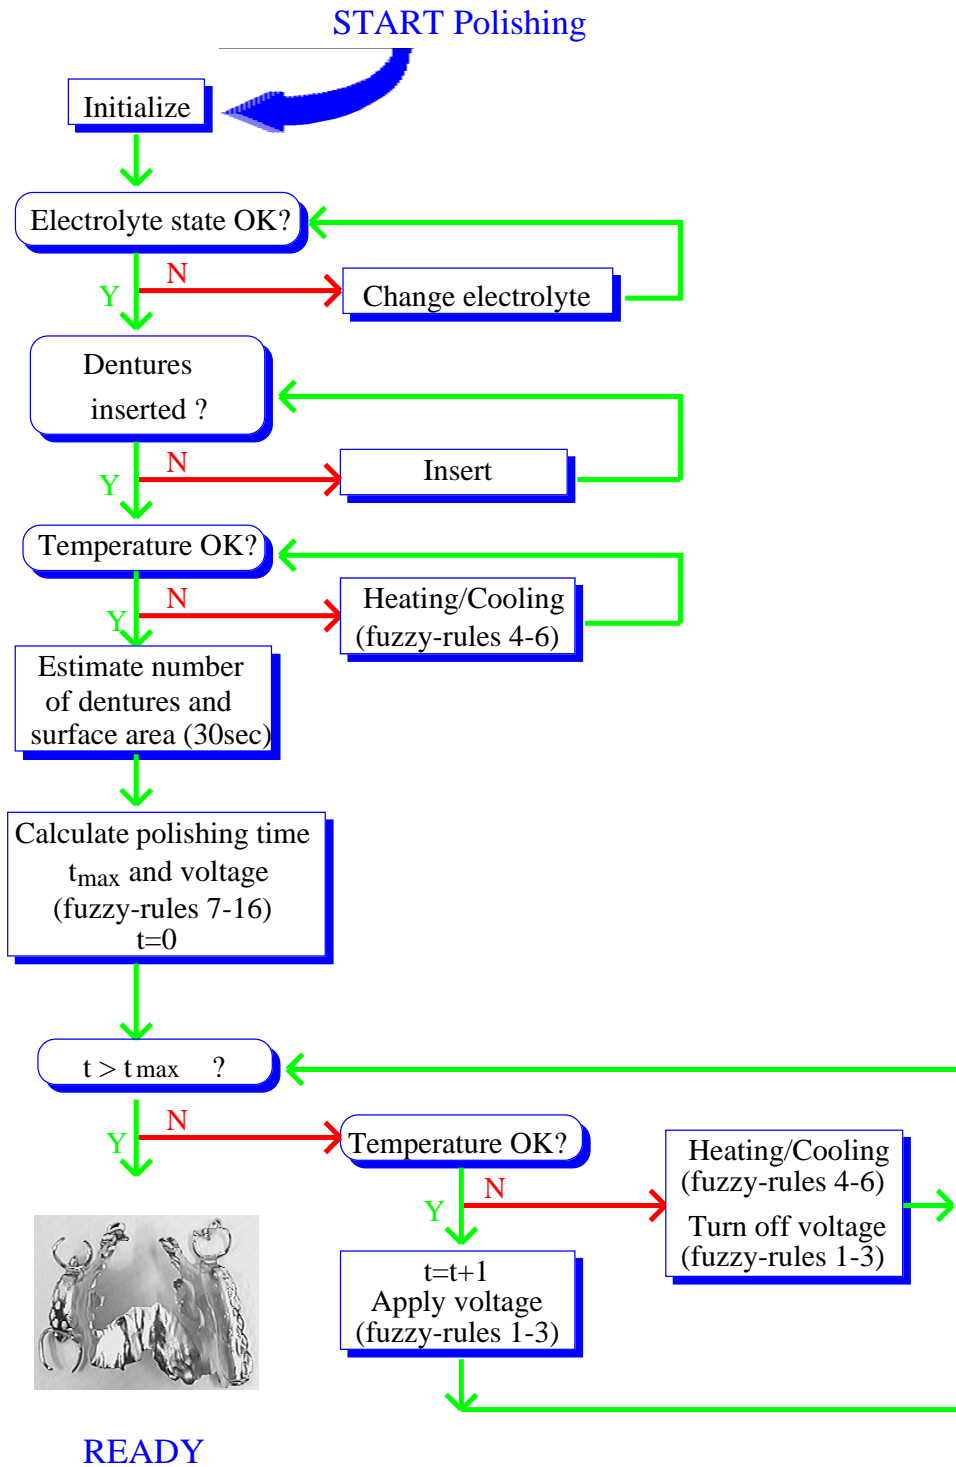 START Polishing
Initialize
Electrolyte state OK?
N
Y
Change electrolyte
Dentures
inserted ?
N
Y
Insert
Temperature OK?
N
Y
Heating/Cooling
(fuzzy-rules 4-6)
Estimate number
of dentures and
surface area (30sec)
Calculate polishing time
tmax and voltage
(fuzzy-rules 7-16)
t=0
t > tmax ?
N
Y
Temperature OK?
N
Y
Heating/Cooling
(fuzzy-rules 4-6)
Turn off voltage
(fuzzy-rules 1-3)
t=t+1
Apply voltage
(fuzzy-rules 1-3)
READY